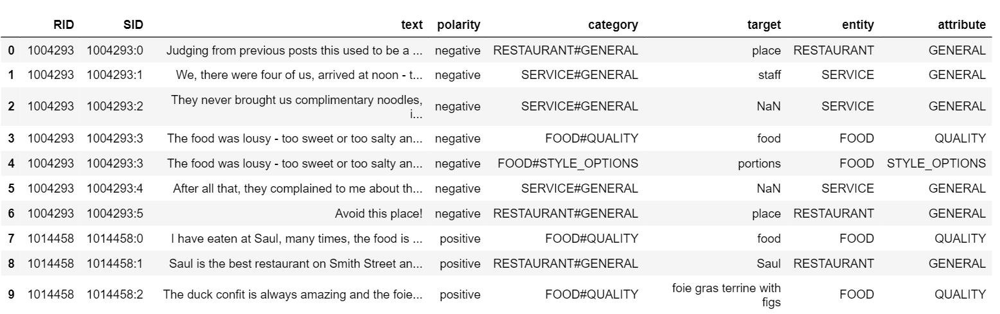 RID SID text polarity category target entity attribute
0 1004293 1004293:0 Judging from previous posts this used to be a ... negative RESTAURANT#GENERAL place RESTAURANT GENERAL
1 1004293 1004293:1 We, there were four of us, arrived at noon - t... negative SERVICE#GENERAL staff SERVICE GENERAL
2 1004293 1004293:2 They never brought us complimentary noodles, i... negative SERVICE#GENERAL NaN SERVICE GENERAL
3 1004293 1004293:3 The food was lousy - too sweet or too salty an... negative FOOD#QUALITY food FOOD QUALITY
4 1004293 1004293:3 The food was lousy - too sweet or too salty an... negative FOOD#STYLE_OPTIONS portions FOOD STYLE_OPTIONS
5 1004293 1004293:4 After all that, they complained to me about th... negative SERVICE#GENERAL NaN SERVICE GENERAL
6 1004293 1004293:5 Avoid this place! negative RESTAURANT#GENERAL place RESTAURANT GENERAL
7 1014458 1014458:0 I have eaten at Saul, many times, the food is ... positive FOOD#QUALITY food FOOD QUALITY
8 1014458 1014458:1 Saul is the best restaurant on Smith Street an... positive RESTAURANT#GENERAL Saul RESTAURANT GENERAL
9 1014458 1014458:2 The duck confit is always amazing and the foie... positive FOOD#QUALITY foie gras terrine with figs FOOD QUALITY